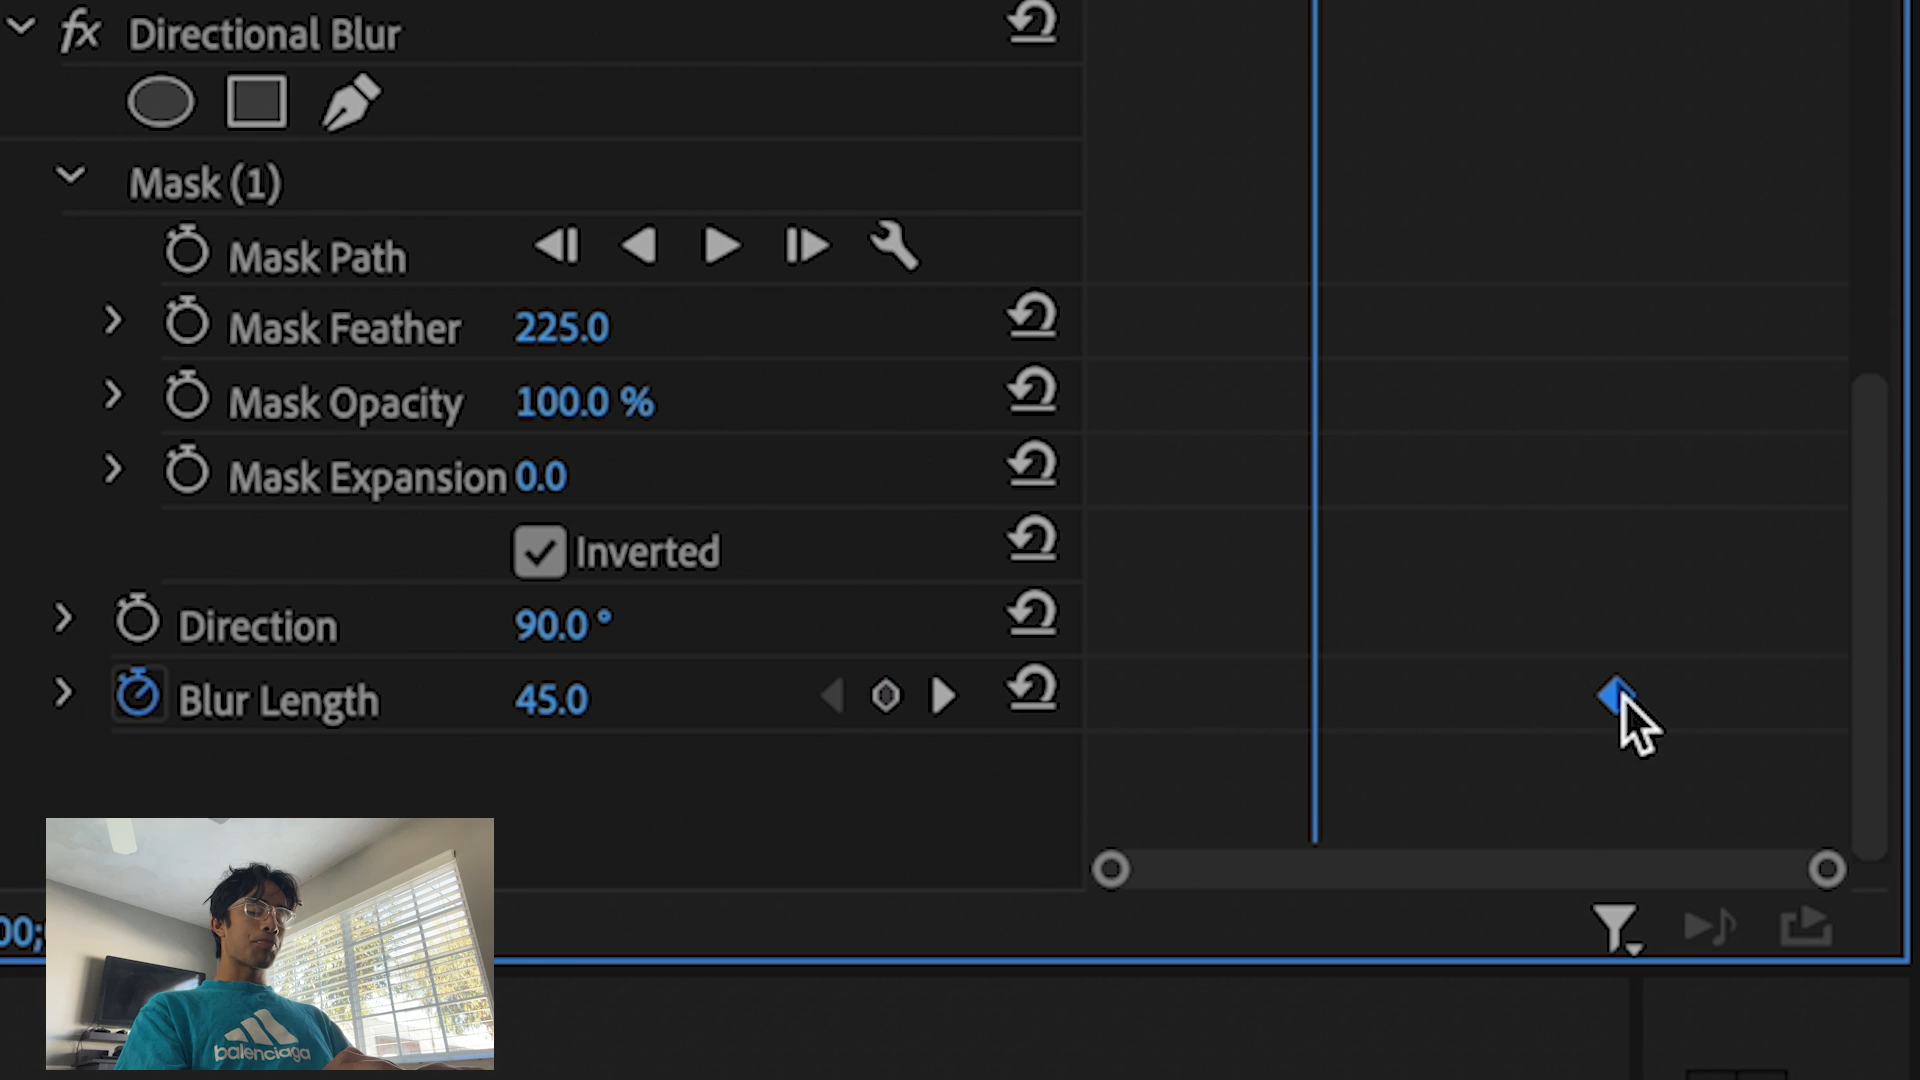 fx Directional Blur
Mask (1)
Mask Path
Mask Feather 225.0
Mask Opacity 100.0 %
Mask Expansion 0.0
Inverted
Direction 90.0 °
Blur Length 45.0
00;
balenciaga